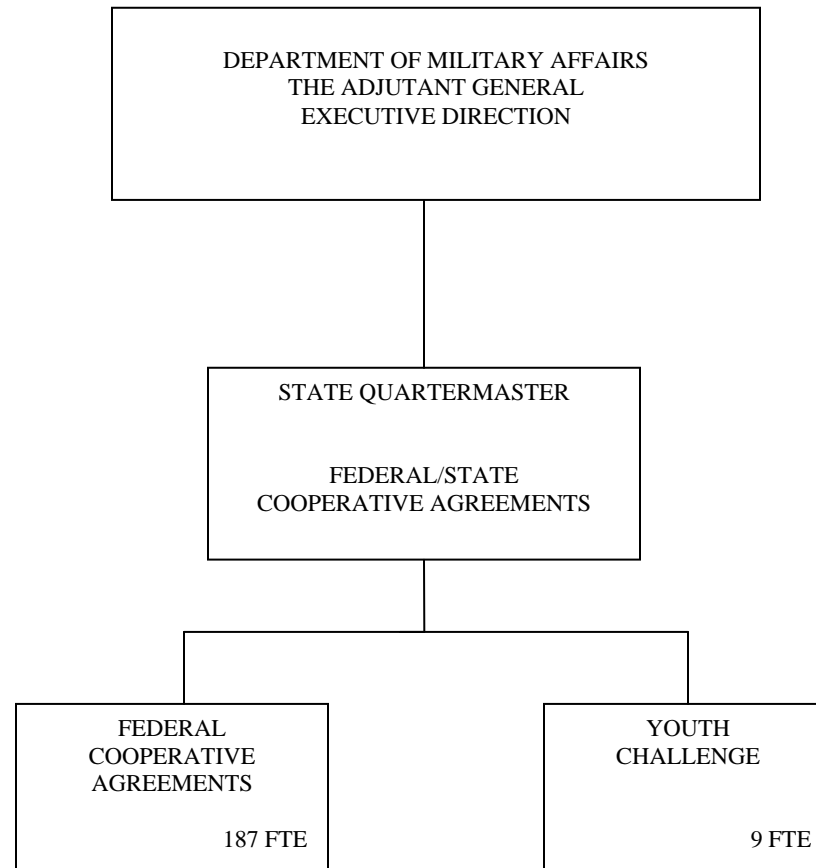 DEPARTMENT OF MILITARY AFFAIRS
THE ADJUTANT GENERAL
EXECUTIVE DIRECTION
STATE QUARTERMASTER
FEDERAL/STATE
COOPERATIVE AGREEMENTS
FEDERAL
COOPERATIVE
AGREEMENTS
187 FTE
YOUTH
CHALLENGE
9 FTE